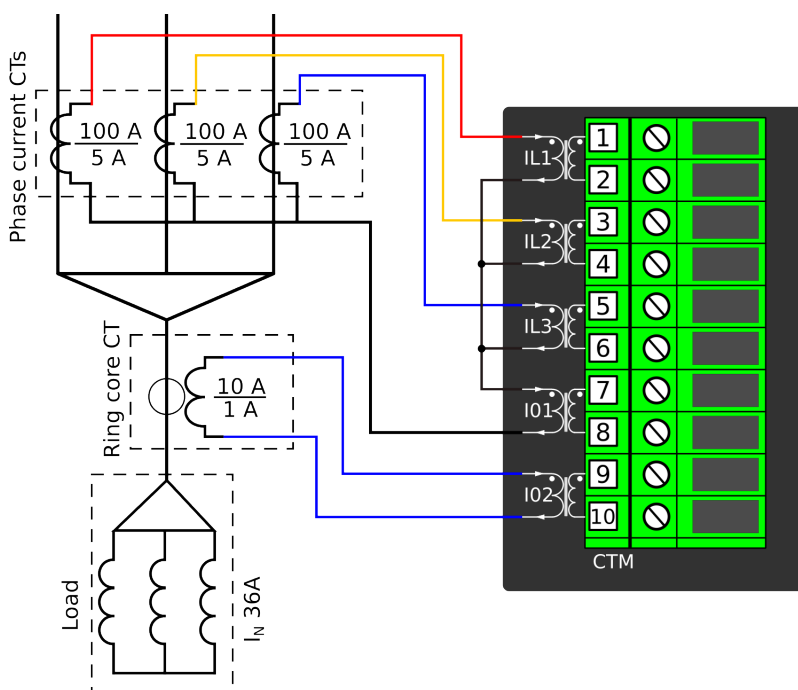 Phase current CTs
100 A
5 A
100 A
5 A
100 A
5 A
IL1
IL2
IL3
I01
I02
1
2
3
4
5
6
7
8
9
10
CTM
Ring core CT
10 A
1 A
Load
IN 36A